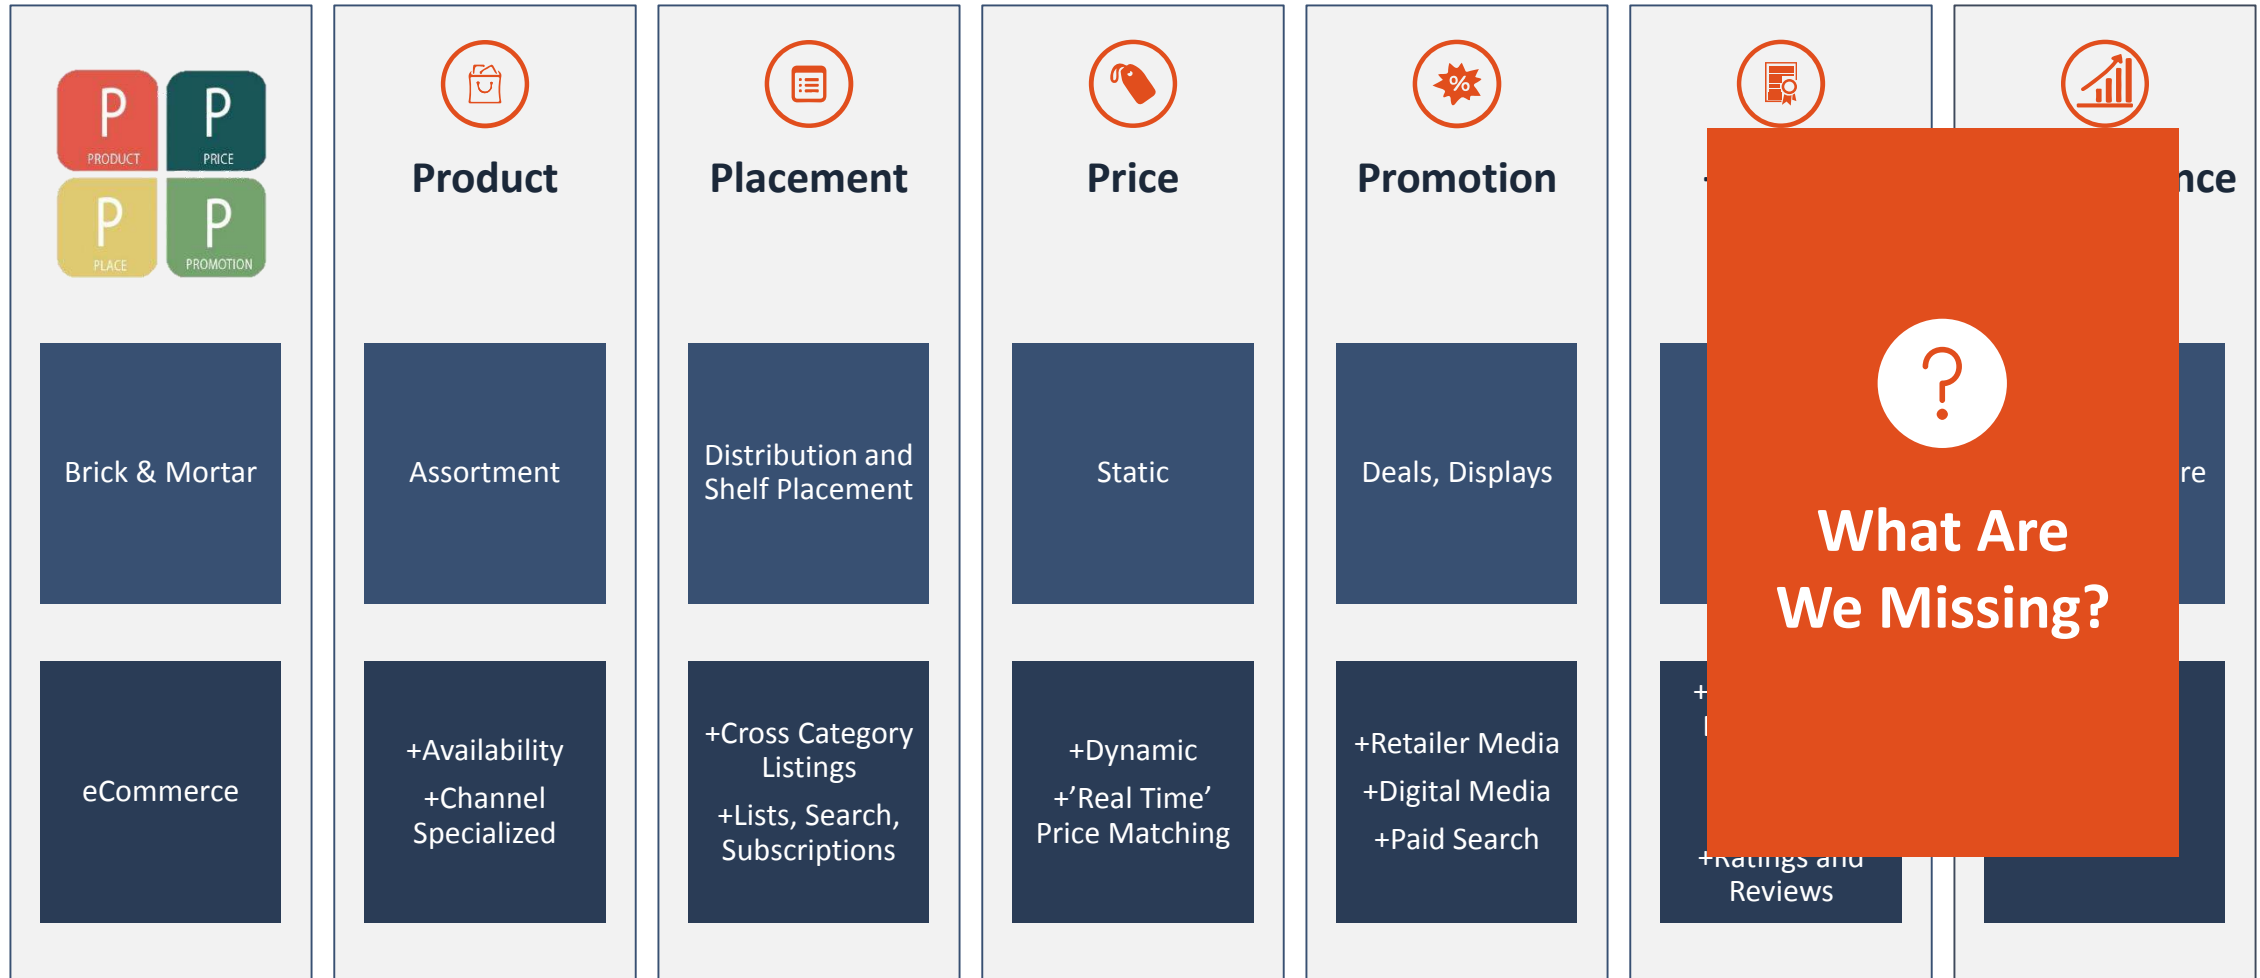 P
PRODUCT
P
PRICE
P
PLACE
P
PROMOTION
Product
Placement
Price
%
Promotion
Brick & Mortar
Assortment
Distribution and
Shelf Placement
Static
Deals, Displays
eCommerce
+Availability
+Channel
Specialized
+Cross Category
Listings
+Lists, Search,
Subscriptions
+Dynamic
+’Real Time’
Price Matching
+Retailer Media
+Digital Media
+Paid Search
+Ratings and
Reviews
?
What Are
We Missing?